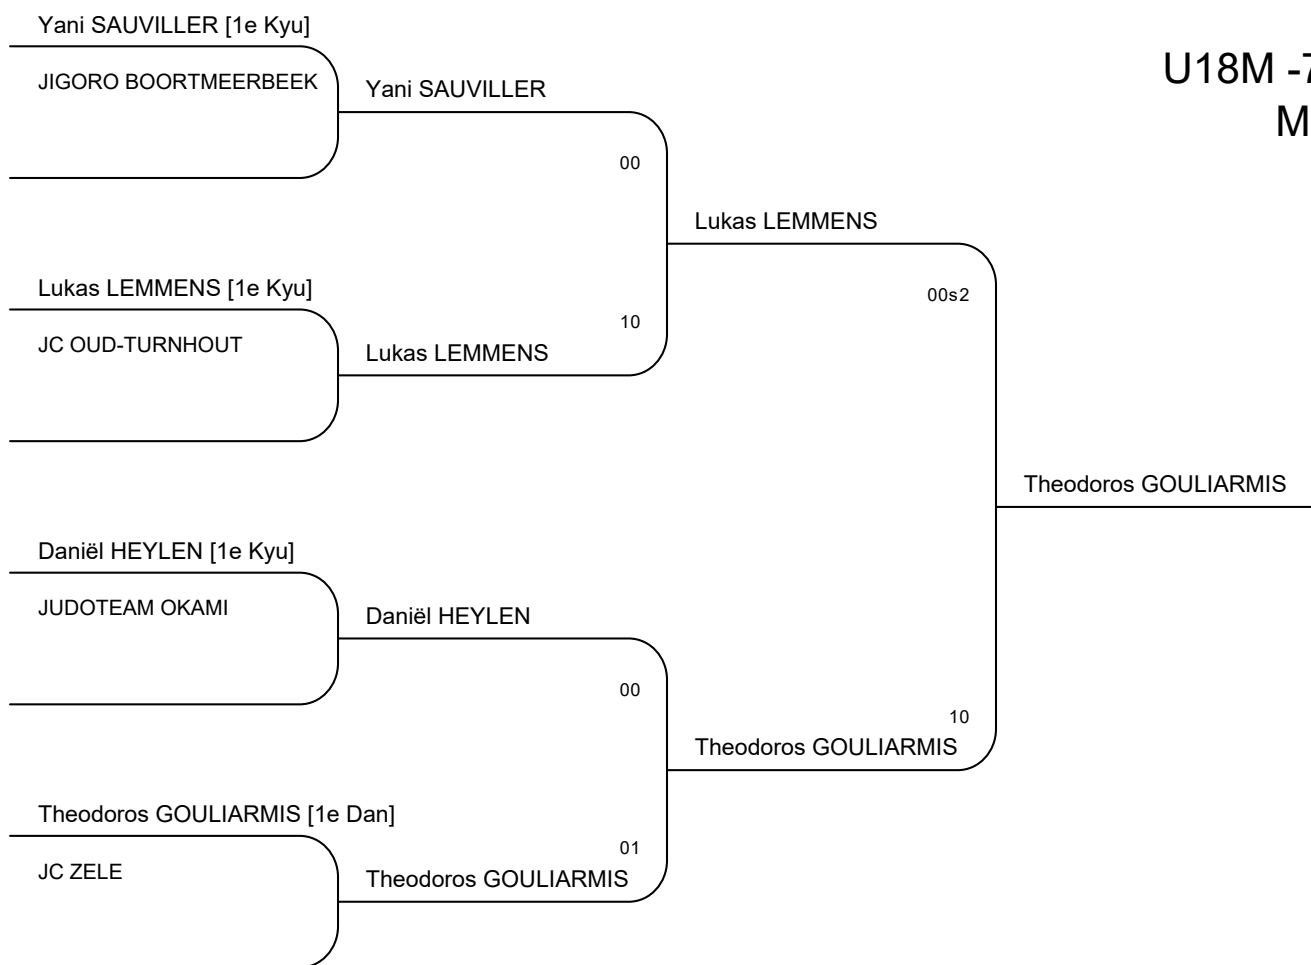 Yani SAUVILLER [1e Kyu]
JIGORO BOORTMEERBEEK
Yani SAUVILLER
U18M -7
M
00
Lukas LEMMENS
Lukas LEMMENS [1e Kyu]
00s2
10
JC OUD-TURNHOUT
Lukas LEMMENS
Theodoros GOULIARMIS
Daniël HEYLEN [1e Kyu]
JUDOTEAM OKAMI
Daniël HEYLEN
00
10
Theodoros GOULIARMIS
Theodoros GOULIARMIS [1e Dan]
01
JC ZELE
Theodoros GOULIARMIS